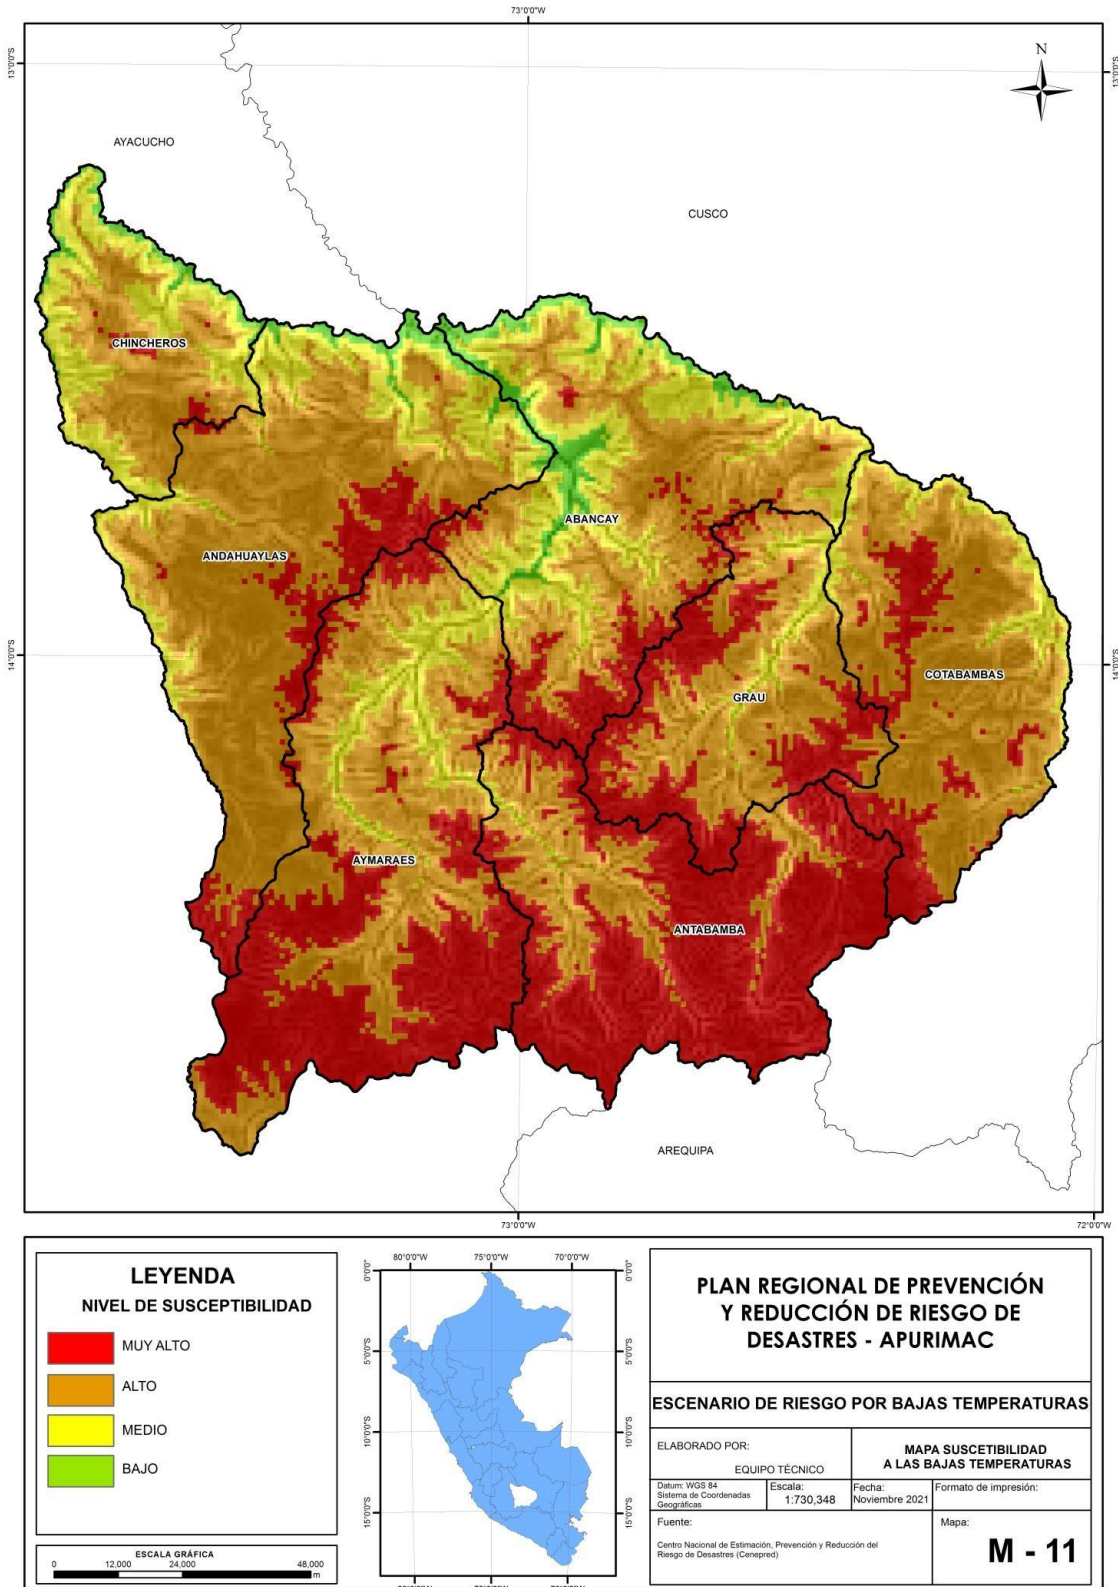 73°0'0"W
13°0'0"S
13°0'0"S
N
AYACUCHO
CUSCO
CHINCHEROS
ABANCAY
ANDAHUAYLAS
14°0'0"S
14°0'0"S
COTABAMBAS
GRAU
AYMARAES
ANTABAMBA
AREQUIPA
73°0'0"W
72°0'0"W
LEYENDA
NIVEL DE SUSCEPTIBILIDAD
MUY ALTO
ALTO
MEDIO
BAJO
ESCALA GRÁFICA
0 12,000 24,000 48,000
m
80°0'0"W 75°0'0"W 70°0'0"W
0°0'0" 0°0'0"
5°0'0"S 5°0'0"S
10°0'0"S 10°0'0"S
15°0'0"S 15°0'0"S
PLAN REGIONAL DE PREVENCIÓN
Y REDUCCIÓN DE RIESGO DE
DESASTRES - APURIMAC
ESCENARIO DE RIESGO POR BAJAS TEMPERATURAS
ELABORADO POR:
EQUIPO TÉCNICO
MAPA SUSCETIBILIDAD
A LAS BAJAS TEMPERATURAS
Datum: WGS 84
Sistema de Coordenadas
Geográficas
Escala:
1:730,348
Fecha:
Noviembre 2021
Formato de impresión:
Fuente:
Centro Nacional de Estimación, Prevención y Reducción del
Riesgo de Desastres (Cenepred)
Mapa:
M - 11